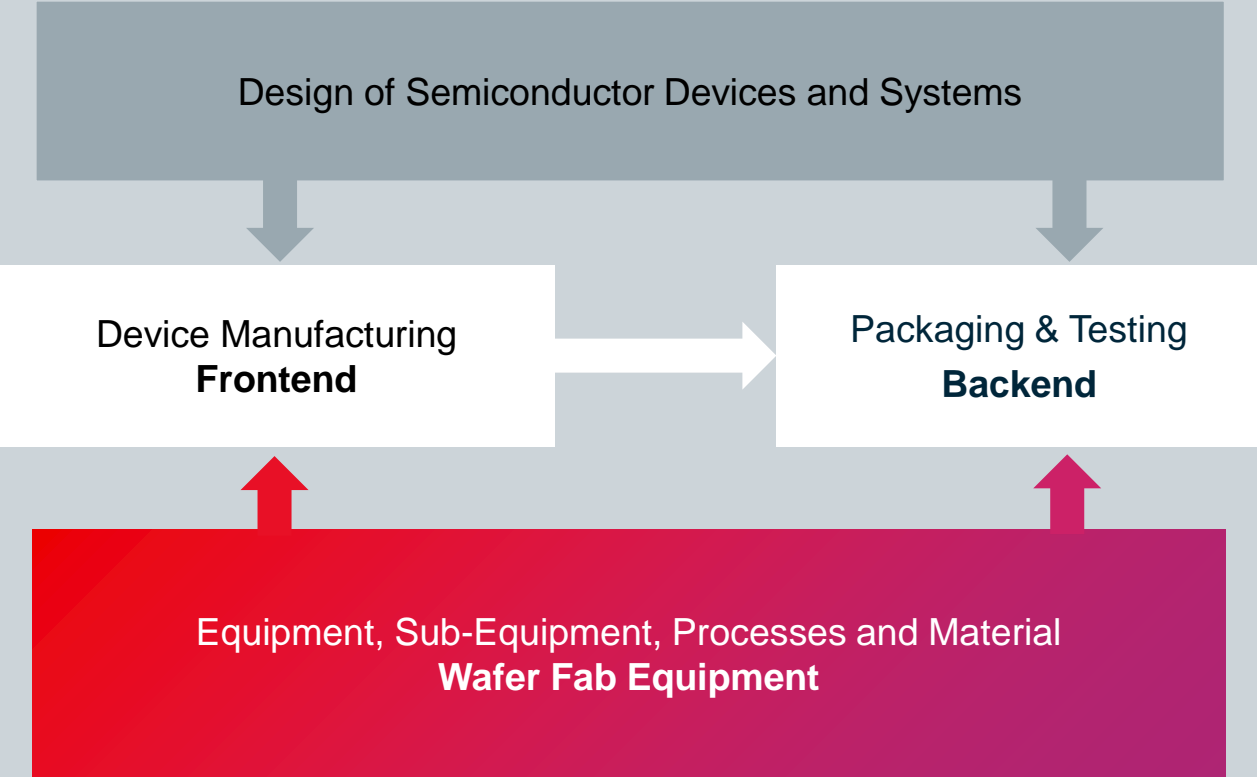 Design of Semiconductor Devices and Systems
Device Manufacturing
Frontend
Packaging & Testing
Backend
Equipment, Sub-Equipment, Processes and Material
Wafer Fab Equipment